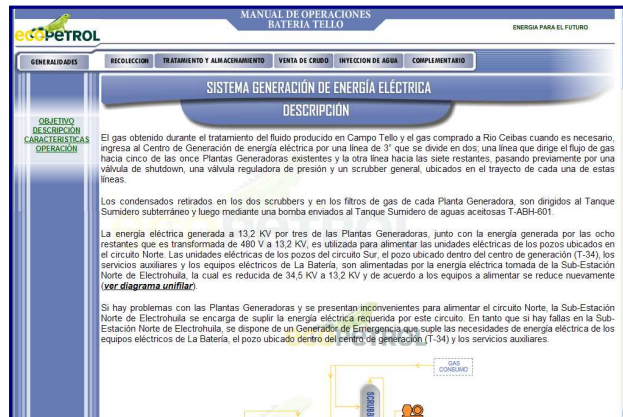 MANUAL DE OPERACIONES
BATERIA TELLO
ecoPETROL
ENERGIA PARA EL FUTURO
GENERALIDADES
RECOLECCION
TRATAMIENTO Y ALMACENAMIENTO
VENTA DE CRUDO
INYECCION DE AGUA
COMPLEMENTARIO
SISTEMA GENERACIÓN DE ENERGÍA ELÉCTRICA
DESCRIPCIÓN
OBJETIVO
DESCRIPCIÓN
CARACTERISTICAS
OPERACIÓN
El gas obtenido durante el tratamiento del fluido producido en Campo Tello y el gas comprado a Rio Ceibas cuando es necesario,
ingresa al Centro de Generación de energía eléctrica por una línea de 3" que se divide en dos; una línea que dirige el flujo de gas
hacia cinco de las once Plantas Generadoras existentes y la otra línea hacia las siete restantes, pasando previamente por una
válvula de shutdown, una válvula reguladora de presión y un scrubber general, ubicados en el trayecto de cada una de estas
líneas.
Los condensados retirados en los dos scrubbers y en los filtros de gas de cada Planta Generadora, son dirigidos al Tanque
Sumidero subterráneo y luego mediante una bomba enviados al Tanque Sumidero de aguas aceitosas T-ABH-601.
La energía eléctrica generada a 13,2 KV por tres de las Plantas Generadoras, junto con la energía generada por las ocho
restantes que es transformada de 480 V a 13,2 KV, es utilizada para alimentar las unidades eléctricas de los pozos ubicados en
el circuito Norte. Las unidades eléctricas de los pozos del circuito Sur, el pozo ubicado dentro del centro de generación (T-34), los
servicios auxiliares y los equipos eléctricos de La Batería, son alimentadas por la energía eléctrica tomada de la Sub-Estación
Norte de Electrohuila, la cual es reducida de 34,5 KV a 13,2 KV y de acuerdo a los equipos a alimentar se reduce nuevamente
(ver diagrama unifilar).
Si hay problemas con las Plantas Generadoras y se presentan inconvenientes para alimentar el circuito Norte, la Sub-Estación
Norte de Electrohuila se encarga de suplir la energía eléctrica requerida por este circuito. En tanto que si hay fallas en la Sub-
Estación Norte de Electrohuila, se dispone de un Generador de Emergencia que suple las necesidades de energía eléctrica de los
equipos eléctricos de La Batería, el pozo ubicado dentro del centro de generación (T-34) y los servicios auxiliares.
GAS
CONSUMO